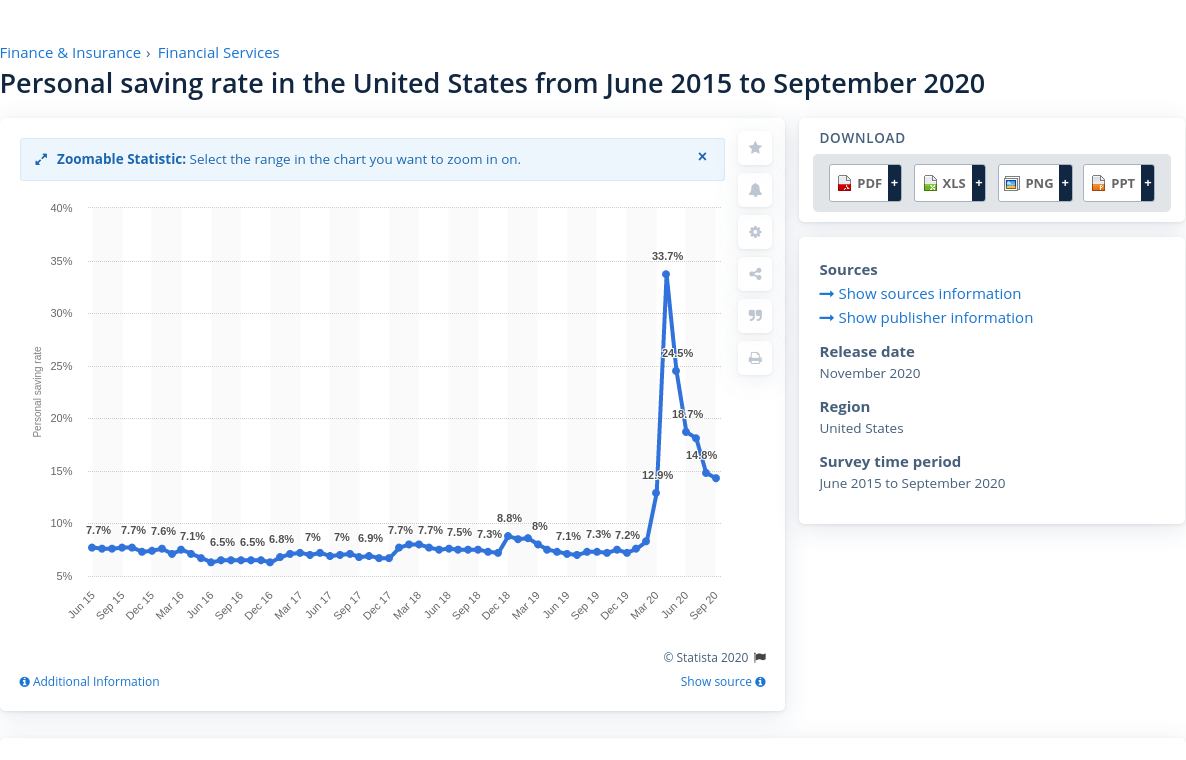 Finance & Insurance › Financial Services
Personal saving rate in the United States from June 2015 to September 2020
Zoomable Statistic: Select the range in the chart you want to zoom in on. ×
40%
35%
30%
25%
20%
15%
10%
5%
Personal saving rate
7.7% 7.7% 7.6% 7.1% 6.5% 6.5% 6.8% 7% 7% 6.9% 7.7% 7.7% 7.5% 7.3% 8.8% 8% 7.1% 7.3% 7.2% 12.9% 33.7% 24.5% 18.7% 14.8%
Jun 15 Sep 15 Dec 15 Mar 16 Jun 16 Sep 16 Dec 16 Mar 17 Jun 17 Sep 17 Dec 17 Mar 18 Jun 18 Sep 18 Dec 18 Mar 19 Jun 19 Sep 19 Dec 19 Mar 20 Jun 20 Sep 20
© Statista 2020
Additional Information
Show source
DOWNLOAD
PDF + XLS + PNG + PPT +
Sources
Show sources information
Show publisher information
Release date
November 2020
Region
United States
Survey time period
June 2015 to September 2020